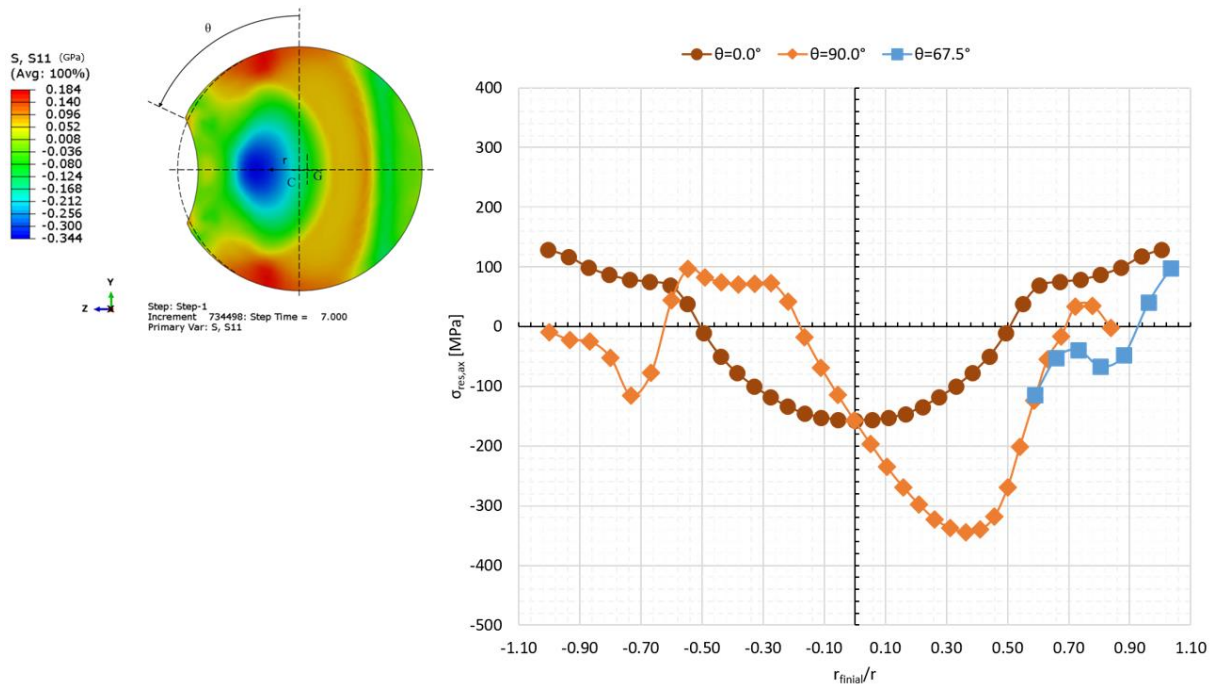 S, S11 (GPa)
(Avg: 100%)
0.184
0.140
0.096
0.052
0.008
-0.036
-0.080
-0.124
-0.168
-0.212
-0.256
-0.300
-0.344
θ
r
C
G
Y
Z
X
Step: Step-1
Increment 734498: Step Time = 7.000
Primary Var: S, S11
θ=0.0° θ=90.0° θ=67.5°
400
300
200
100
0
-100
-200
-300
-400
-500
σres,ax [MPa]
-1.10 -0.90 -0.70 -0.50 -0.30 -0.10 0.10 0.30 0.50 0.70 0.90 1.10
rfinial/r